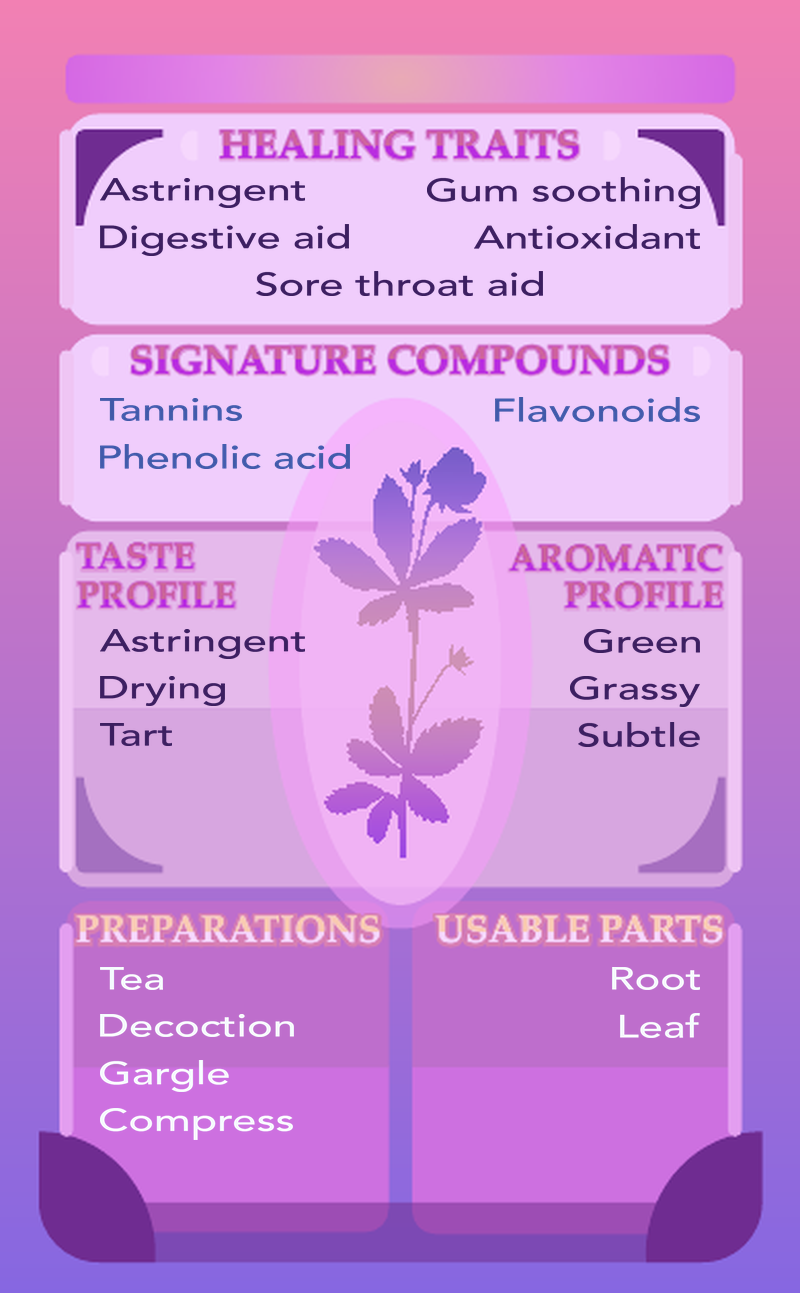 HEALING TRAITS
Astringent Gum soothing
Digestive aid Antioxidant
Sore throat aid
SIGNATURE COMPOUNDS
Tannins Flavonoids
Phenolic acid
TASTE
PROFILE
Astringent
Drying
Tart
AROMATIC
PROFILE
Green
Grassy
Subtle
PREPARATIONS
Tea
Decoction
Gargle
Compress
USABLE PARTS
Root
Leaf